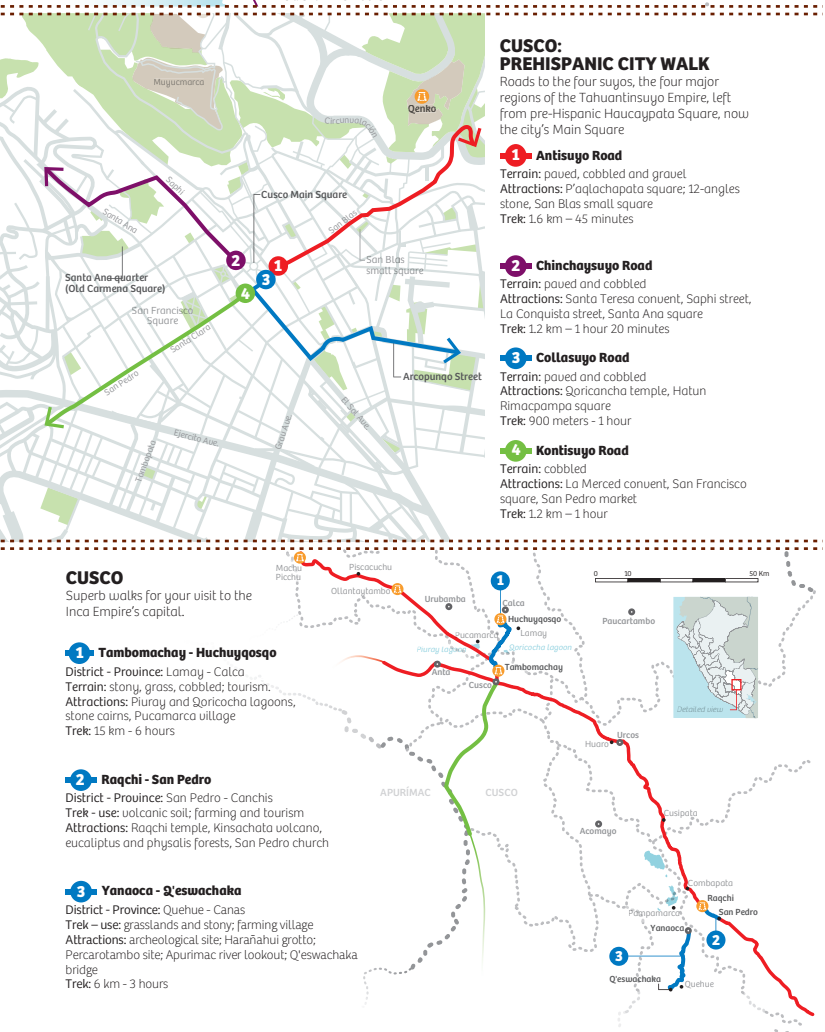 CUSCO:
PREHISPANIC CITY WALK
Roads to the four suyos, the four major
regions of the Tahuantinsuyo Empire, left
from pre-Hispanic Haucaypata Square, now
the city's Main Square
1 Antisuyo Road
Terrain: paved, cobbled and gravel
Attractions: P'aqlachapata square; 12-angles
stone, San Blas small square
Trek: 1.6 km – 45 minutes
2 Chinchaysuyo Road
Terrain: paved and cobbled
Attractions: Santa Teresa convent, Saphi street,
La Conquista street, Santa Ana square
Trek: 1.2 km – 1 hour 20 minutes
3 Collasuyo Road
Terrain: paved and cobbled
Attractions: Qoricancha temple, Hatun
Rimacpampa square
Trek: 900 meters - 1 hour
4 Kontisuyo Road
Terrain: cobbled
Attractions: La Merced convent, San Francisco
square, San Pedro market
Trek: 1.2 km – 1 hour
Muyucmarca
Qenko
Circunvalación
Saphi
Cusco Main Square
Santa Ana
San Blas
2
1
3
4
San Blas
small square
Santa Ana quarter
(Old Carmena Square)
San Francisco
Square
Santa Clara
San Pedro
Arcopunqo Street
El Sol Ave.
Grau Ave.
Ejercito Ave.
Tambopata
CUSCO
Superb walks for your visit to the
Inca Empire's capital.
1 Tambomachay - Huchuyqosqo
District - Province: Lamay - Calca
Terrain: stony, grass, cobbled; tourism.
Attractions: Piuray and Qoricocha lagoons,
stone cairns, Pucamarca village
Trek: 15 km - 6 hours
2 Raqchi - San Pedro
District - Province: San Pedro - Canchis
Trek - use: volcanic soil; farming and tourism
Attractions: Raqchi temple, Kinsachata volcano,
eucaliptus and physalis forests, San Pedro church
3 Yanaoca - Q'eswachaka
District - Province: Quehue - Canas
Trek – use: grasslands and stony; farming village
Attractions: archeological site; Harañahui grotto;
Percarotambo site; Apurimac river lookout; Q'eswachaka
bridge
Trek: 6 km - 3 hours
Machu
Picchu
Piscacuchu
Ollantaytambo
Urubamba
1
Calca
Huchuyqosqo
Lamay
Pucamarca
Piuray lagoon
Qoricocha lagoon
Tambomachay
Anta
Cusco
0 10 50 Km
Paucartambo
Detailed view
Huaro
Urcos
APURÍMAC
CUSCO
Cusipata
Acomayo
Combapata
Raqchi
San Pedro
Pampamarca
2
Yanaoca
3
Q'eswachaka
Quehue